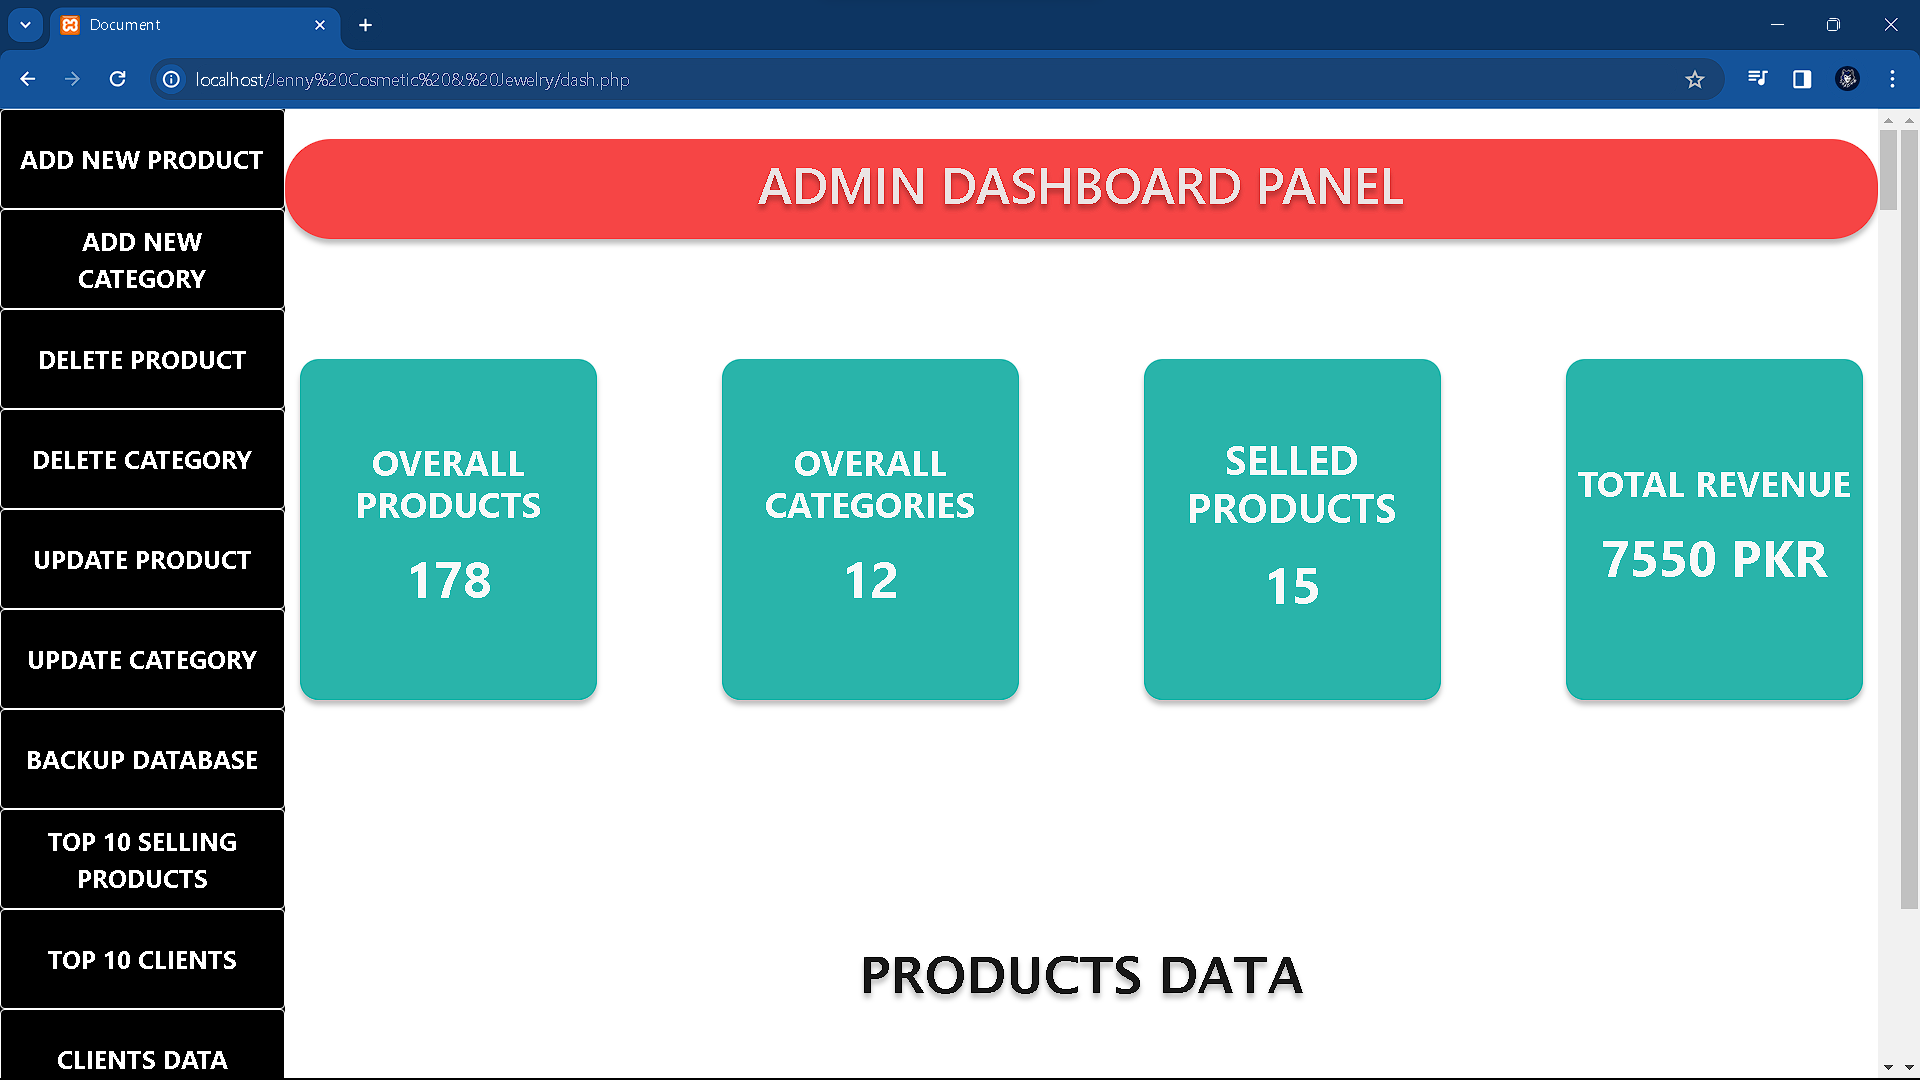 Document
localhost/Jenny%20Cosmetic%20&%20Jewelry/dash.php
ADD NEW PRODUCT
ADD NEW
CATEGORY
DELETE PRODUCT
DELETE CATEGORY
UPDATE PRODUCT
UPDATE CATEGORY
BACKUP DATABASE
TOP 10 SELLING
PRODUCTS
TOP 10 CLIENTS
CLIENTS DATA
ADMIN DASHBOARD PANEL
OVERALL
PRODUCTS
178
OVERALL
CATEGORIES
12
SELLED
PRODUCTS
15
TOTAL REVENUE
7550 PKR
PRODUCTS DATA